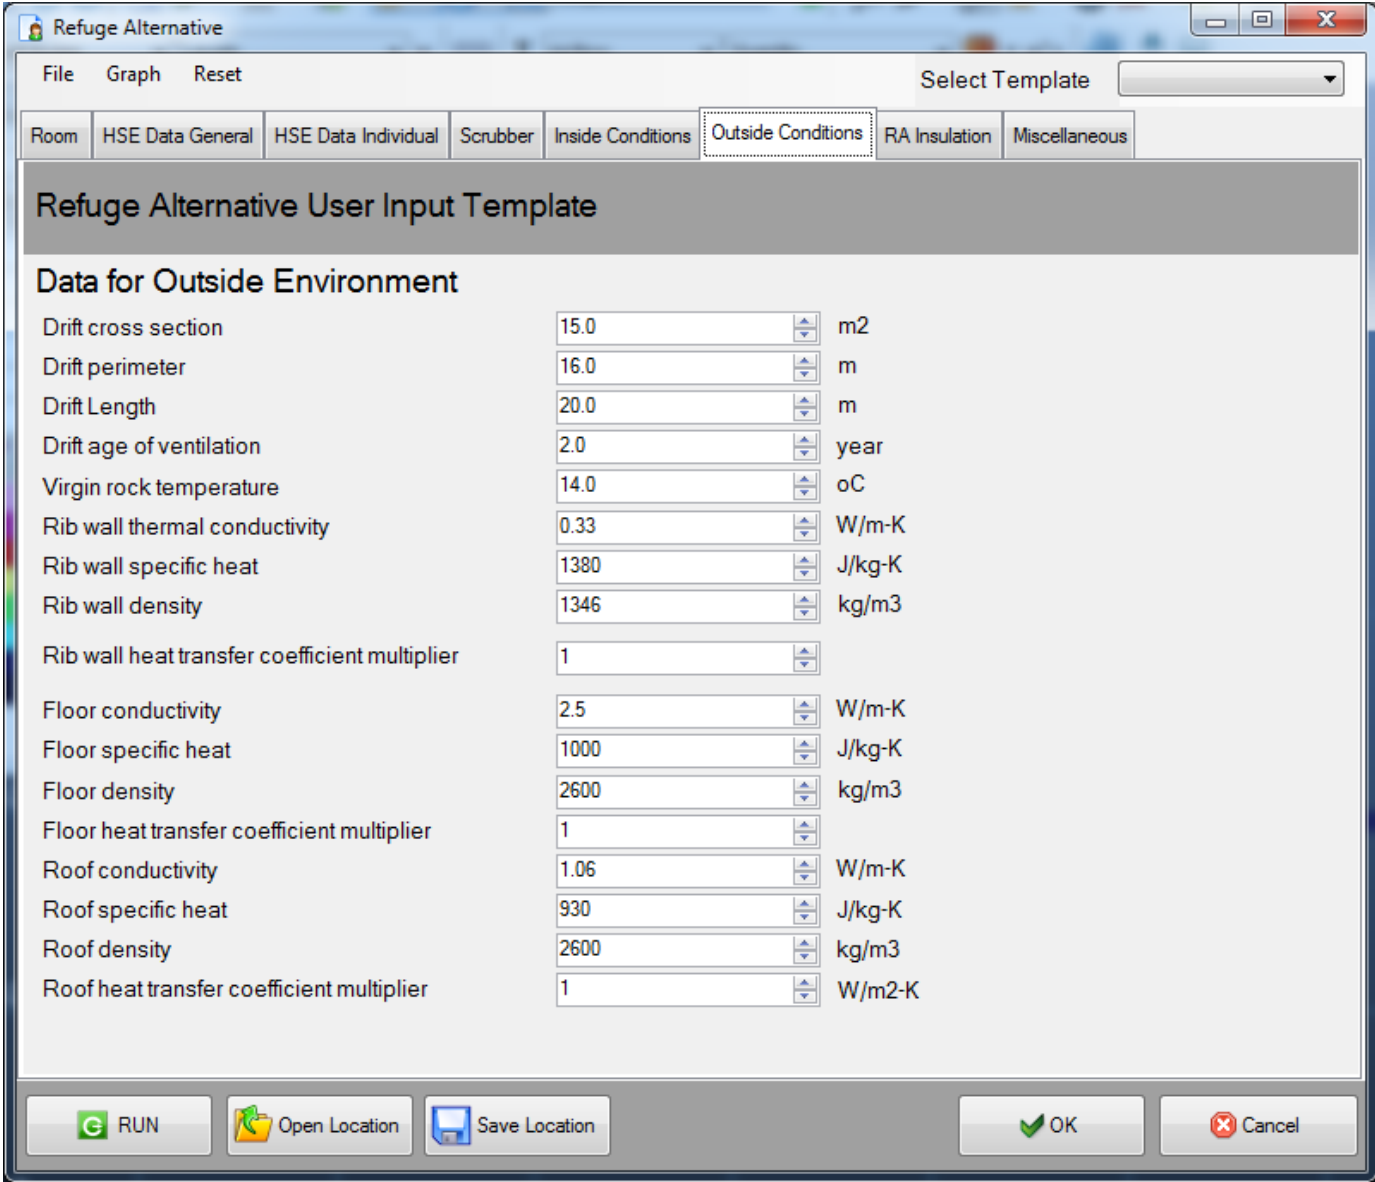 Refuge Alternative
File Graph Reset Select Template
Room HSE Data General HSE Data Individual Scrubber Inside Conditions Outside Conditions RA Insulation Miscellaneous
Refuge Alternative User Input Template
Data for Outside Environment
Drift cross section 15.0 m2
Drift perimeter 16.0 m
Drift Length 20.0 m
Drift age of ventilation 2.0 year
Virgin rock temperature 14.0 oC
Rib wall thermal conductivity 0.33 W/m-K
Rib wall specific heat 1380 J/kg-K
Rib wall density 1346 kg/m3
Rib wall heat transfer coefficient multiplier 1
Floor conductivity 2.5 W/m-K
Floor specific heat 1000 J/kg-K
Floor density 2600 kg/m3
Floor heat transfer coefficient multiplier 1
Roof conductivity 1.06 W/m-K
Roof specific heat 930 J/kg-K
Roof density 2600 kg/m3
Roof heat transfer coefficient multiplier 1 W/m2-K
RUN Open Location Save Location OK Cancel